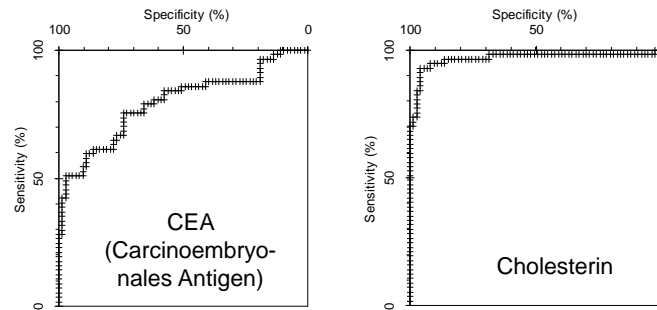 Specificity (%)
100 50 0
100
50
0
Sensitivity (%)
CEA
(Carcinoembryo-
nales Antigen)
Specificity (%)
100 50
100
50
0
Sensitivity (%)
Cholesterin